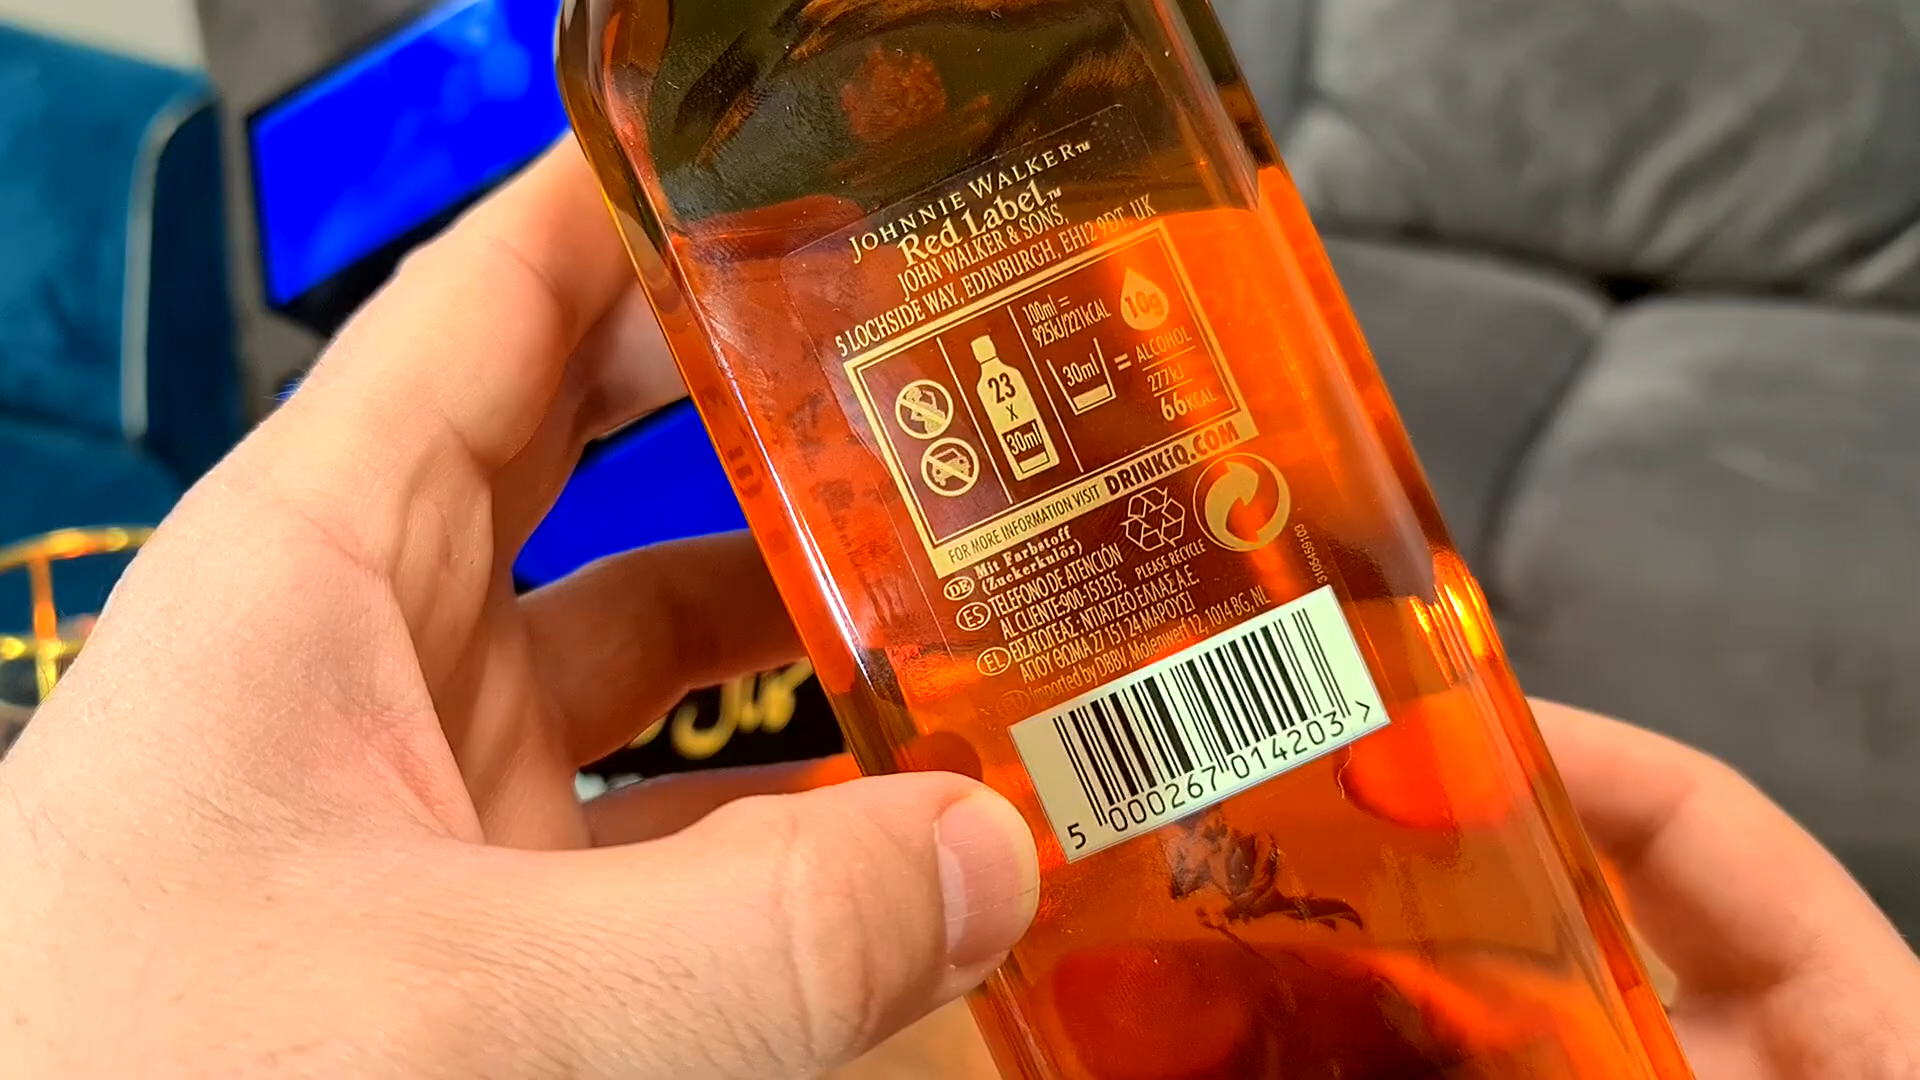 JOHNNIE WALKER™
Red Label™
JOHN WALKER & SONS,
5 LOCHSIDE WAY, EDINBURGH, EH12 9DT, UK
23
X
30ml
100ml =
925kJ/221kCAL
30ml
=
10g
ALCOHOL
277kJ
66KCAL
FOR MORE INFORMATION VISIT DRINKiQ.COM
DE Mit Farbstoff
(Zuckerkulör)
PLEASE RECYCLE
ES TELEFONO DE ATENCIÓN
AL CLIENTE:900-151315.
EL ΕΙΣΑΓΩΓΕΑΣ: ΝΤΙΑΤΖΕΟ ΕΛΛΑΣ Α.Ε.
ΑΓΙΟΥ ΘΩΜΑ 27 151 24 ΜΑΡΟΥΣΙ
Imported by DBBV, Molenwerf 12, 1014 BG, NL
5 000267 014203 >